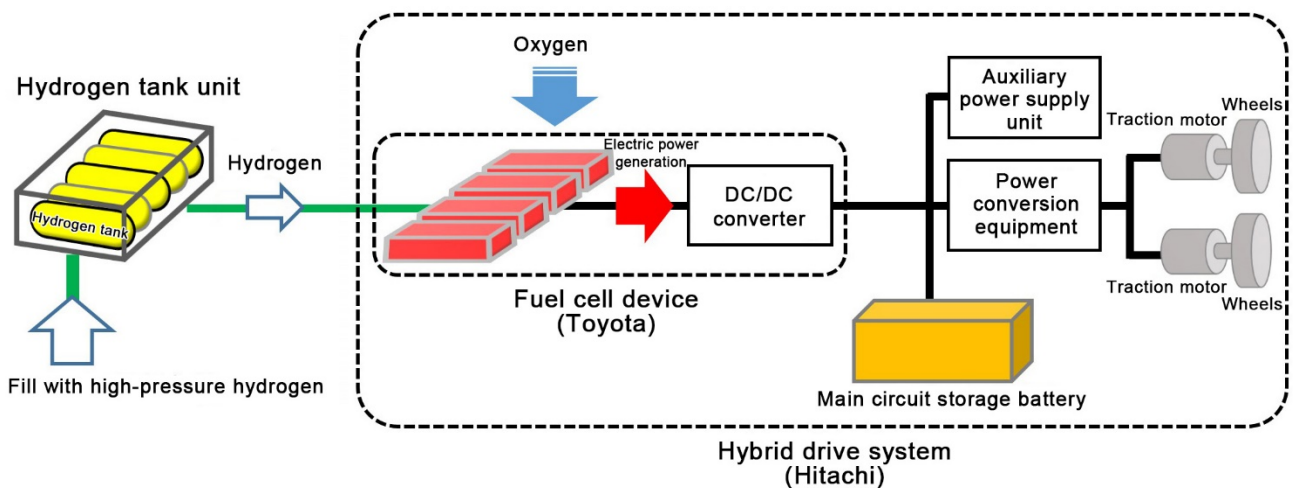 Oxygen
Hydrogen tank unit
Hydrogen
Hydrogen tank
Fill with high-pressure hydrogen
Electric power
generation
DC/DC
converter
Fuel cell device
(Toyota)
Auxiliary
power supply
unit
Power
conversion
equipment
Main circuit storage battery
Traction motor
Wheels
Traction motor
Wheels
Hybrid drive system
(Hitachi)